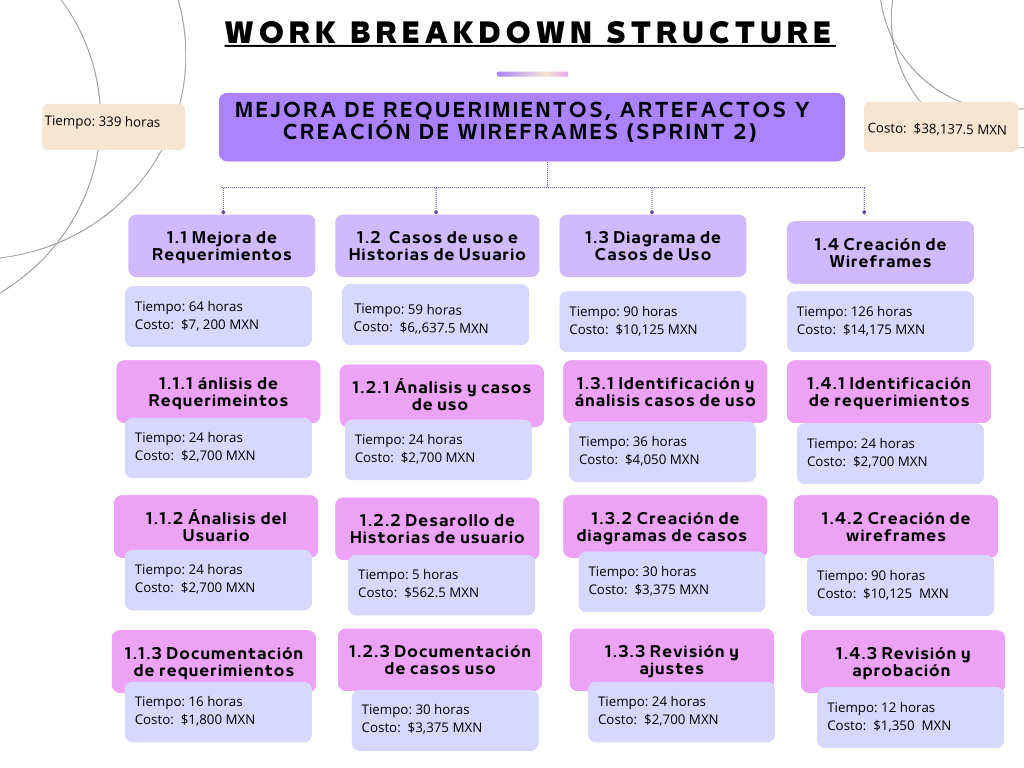 WORK BREAKDOWN STRUCTURE
Tiempo: 339 horas
MEJORA DE REQUERIMIENTOS, ARTEFACTOS Y
CREACIÓN DE WIREFRAMES (SPRINT 2)
Costo: $38,137.5 MXN
1.1 Mejora de
Requerimientos
Tiempo: 64 horas
Costo: $7, 200 MXN
1.1.1 ánlisis de
Requerimeintos
Tiempo: 24 horas
Costo: $2,700 MXN
1.1.2 Ánalisis del
Usuario
Tiempo: 24 horas
Costo: $2,700 MXN
1.1.3 Documentación
de requerimientos
Tiempo: 16 horas
Costo: $1,800 MXN
1.2 Casos de uso e
Historias de Usuario
Tiempo: 59 horas
Costo: $6,,637.5 MXN
1.2.1 Ánalisis y casos
de uso
Tiempo: 24 horas
Costo: $2,700 MXN
1.2.2 Desarollo de
Historias de usuario
Tiempo: 5 horas
Costo: $562.5 MXN
1.2.3 Documentación
de casos uso
Tiempo: 30 horas
Costo: $3,375 MXN
1.3 Diagrama de
Casos de Uso
Tiempo: 90 horas
Costo: $10,125 MXN
1.3.1 Identificación y
ánalisis casos de uso
Tiempo: 36 horas
Costo: $4,050 MXN
1.3.2 Creación de
diagramas de casos
Tiempo: 30 horas
Costo: $3,375 MXN
1.3.3 Revisión y
ajustes
Tiempo: 24 horas
Costo: $2,700 MXN
1.4 Creación de
Wireframes
Tiempo: 126 horas
Costo: $14,175 MXN
1.4.1 Identificación
de requerimientos
Tiempo: 24 horas
Costo: $2,700 MXN
1.4.2 Creación de
wireframes
Tiempo: 90 horas
Costo: $10,125 MXN
1.4.3 Revisión y
aprobación
Tiempo: 12 horas
Costo: $1,350 MXN